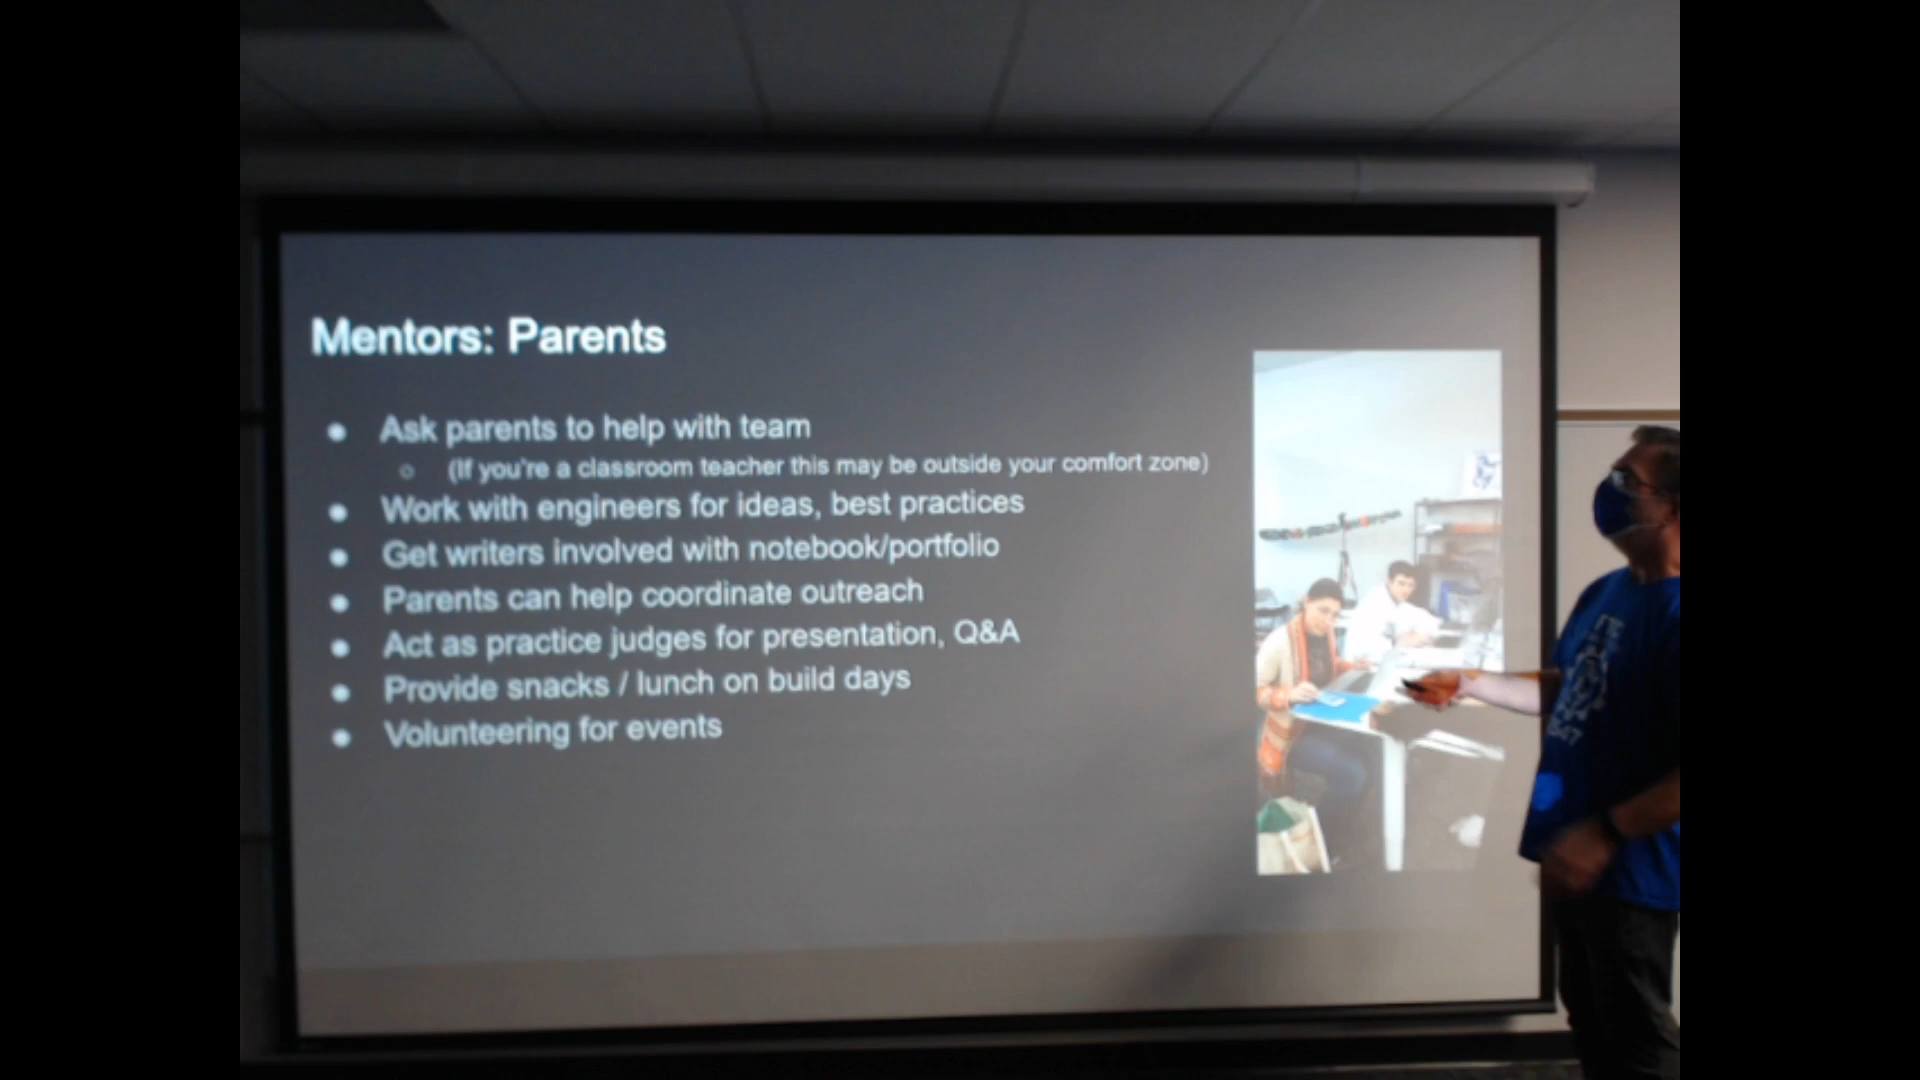 Mentors: Parents
● Ask parents to help with team
○ (If you're a classroom teacher this may be outside your comfort zone)
● Work with engineers for ideas, best practices
● Get writers involved with notebook/portfolio
● Parents can help coordinate outreach
● Act as practice judges for presentation, Q&A
● Provide snacks / lunch on build days
● Volunteering for events